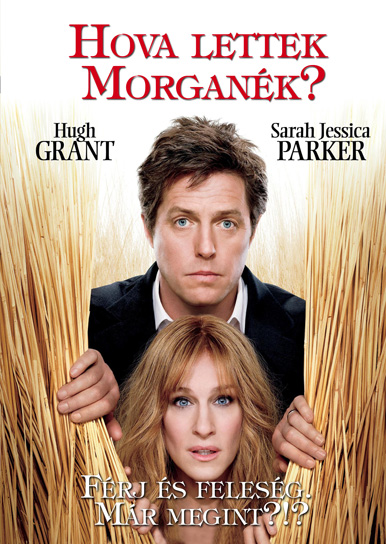 HOVA LETTEK
MORGANÉK?
Hugh
GRANT
Sarah Jessica
PARKER
FÉRJ ÉS FELESÉG.
MÁR MEGINT?!?